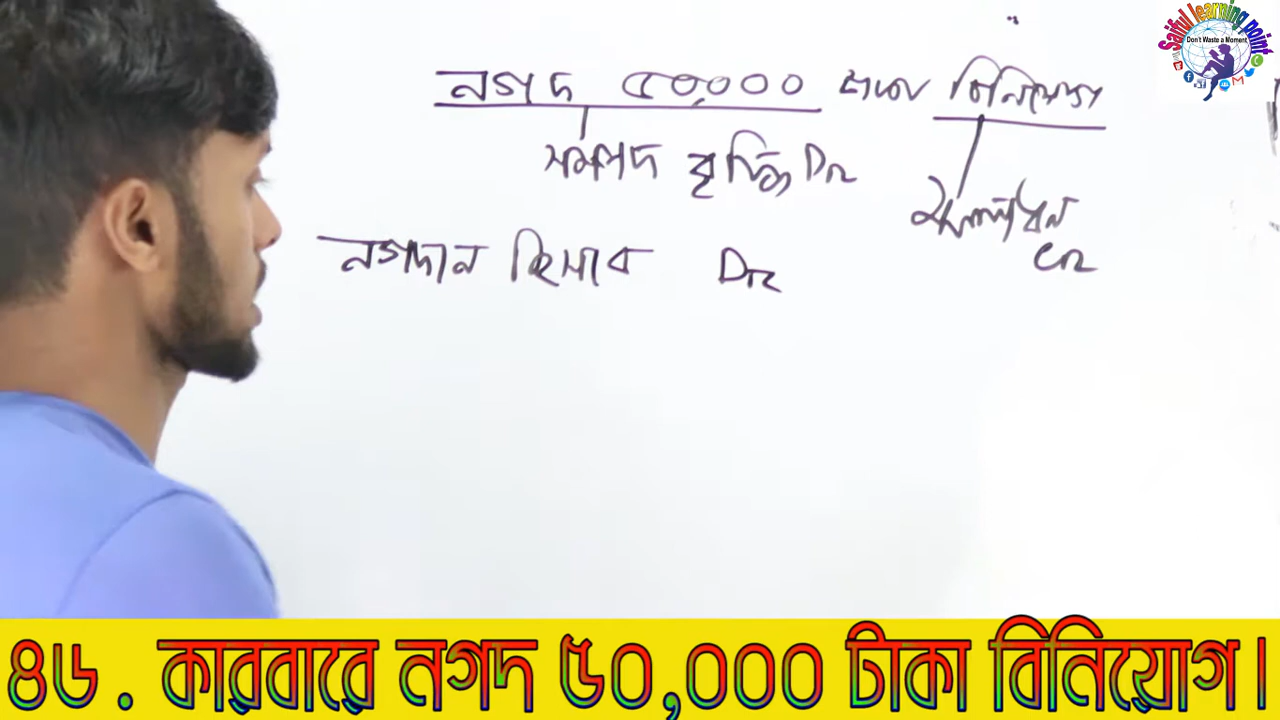 Saiful learning point
Don't Waste a Moment
নগদ ৫০,০০০ টাকা বিনিয়োগ
সম্পদ বৃদ্ধি Dr
মূলধন
Cr
নগদান হিসাব Dr
৪৬. কারবারে নগদ ৫০,০০০ টাকা বিনিয়োগ।